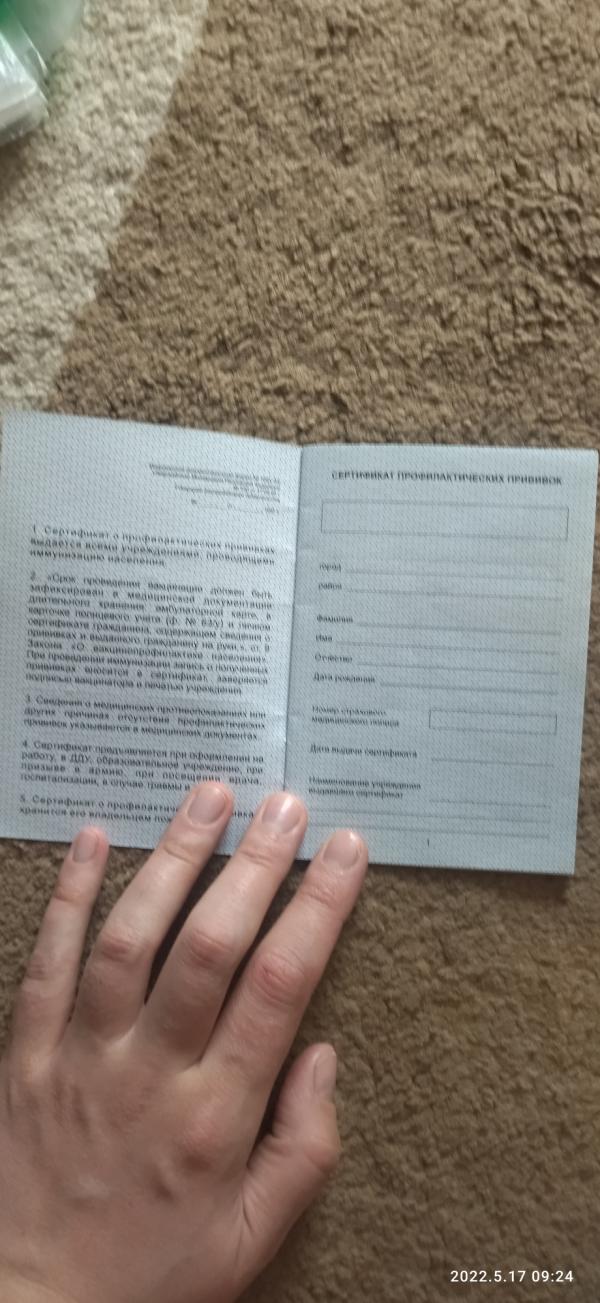 1. Сертификат о профилактических прививках
выдается всеми учреждениями, проводящими
иммунизацию населения.
2. «Срок проведения вакцинации должен быть
зафиксирован в медицинской документации
длительного хранения, амбулаторной карте, в
карточке полицевого учета (ф. № 63/у) и личном
сертификате гражданина, содержащем сведения о
прививках и выданного гражданину на руки,» ст. 9
Закона «О вакцинопрофилактике населения».
При проведении иммунизации запись о полученных
прививках вносится в сертификат, заверяется
подписью вакцинатора и печатью учреждения.
3. Сведения о медицинских противопоказаниях или
других причинах отсутствия профилактических
прививок указываются в медицинских документах.
4. Сертификат предъявляется при оформлении на
работу, в ДДУ, образовательное учреждение, при
призыве в армию, при посещении врача,
госпитализации, в случае травмы
5. Сертификат о профилактич
хранится его владельцем
СЕРТИФИКАТ ПРОФИЛАКТИЧЕСКИХ ПРИВИВОК
город
район
Фамилия
Имя
Отчество
Дата рождения
Номер страхового
медицинского полиса
Дата выдачи сертификата
Наименование учреждения
выдавшего сертификат
1
2022.5.17 09:24